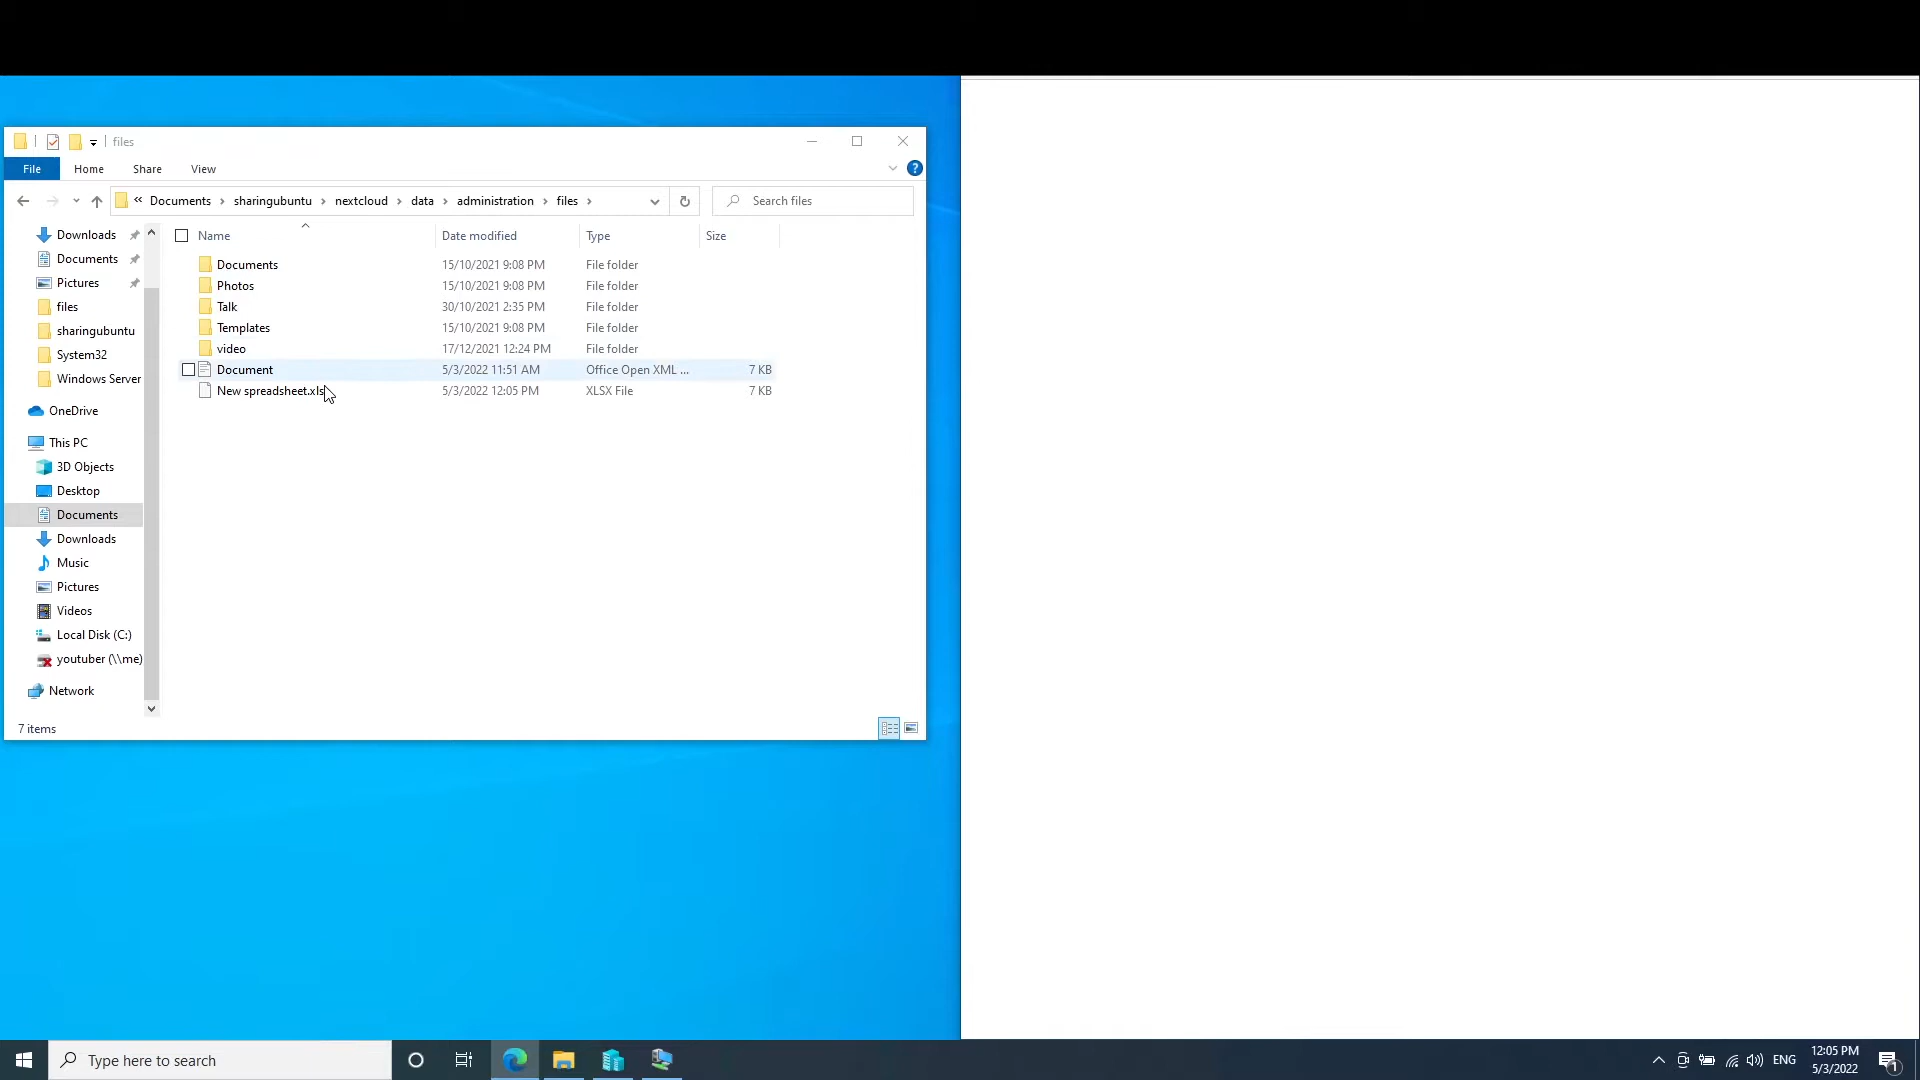 files
File Home Share View
« Documents > sharingubuntu > nextcloud > data > administration > files > Search files
Name Date modified Type Size
Downloads
Documents
Pictures
files
sharingubuntu
System32
Windows Server
OneDrive
This PC
3D Objects
Desktop
Documents
Downloads
Music
Pictures
Videos
Local Disk (C:)
youtuber (\\me)
Network
Documents 15/10/2021 9:08 PM File folder
Photos 15/10/2021 9:08 PM File folder
Talk 30/10/2021 2:35 PM File folder
Templates 15/10/2021 9:08 PM File folder
video 17/12/2021 12:24 PM File folder
Document 5/3/2022 11:51 AM Office Open XML ... 7 KB
New spreadsheet.xls 5/3/2022 12:05 PM XLSX File 7 KB
7 items
Type here to search
ENG
12:05 PM
5/3/2022
1